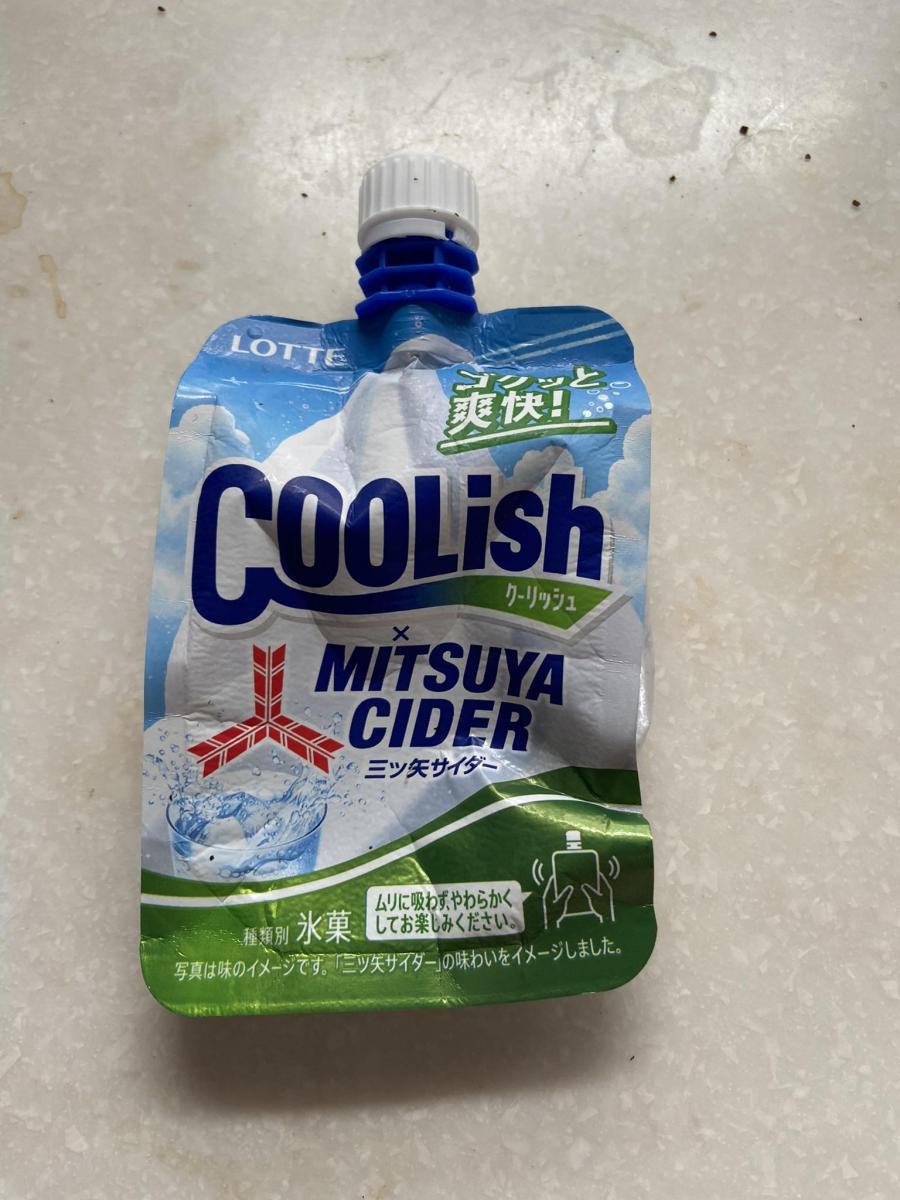 LOTTE
ゴクッと
爽快!
COOLish
クーリッシュ
×
MITSUYA
CIDER
三ツ矢サイダー
ムリに吸わず、やわらかく
してお楽しみください。
種類別 氷菓
写真は味のイメージです。「三ツ矢サイダー」の味わいをイメージしました。